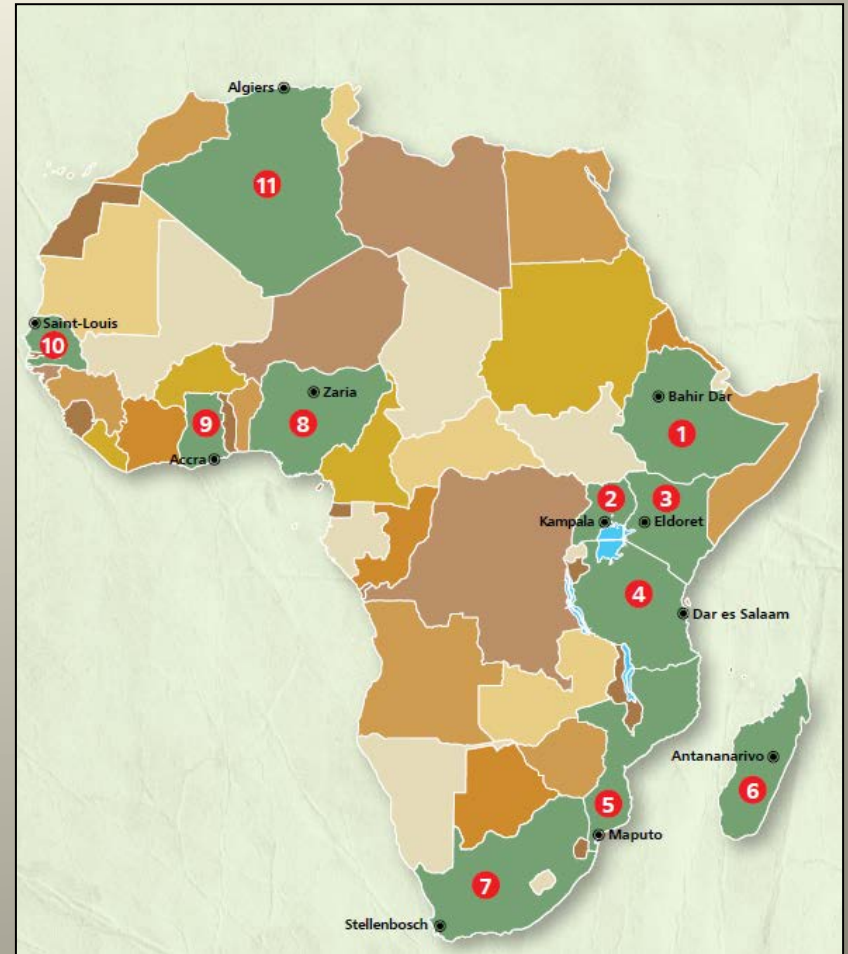 Algiers
11
Saint-Louis
10
Zaria
9
8
Accra
Bahir Dar
1
2
3
Kampala
Eldoret
4
Dar es Salaam
Antananarivo
6
5
Maputo
7
Stellenbosch